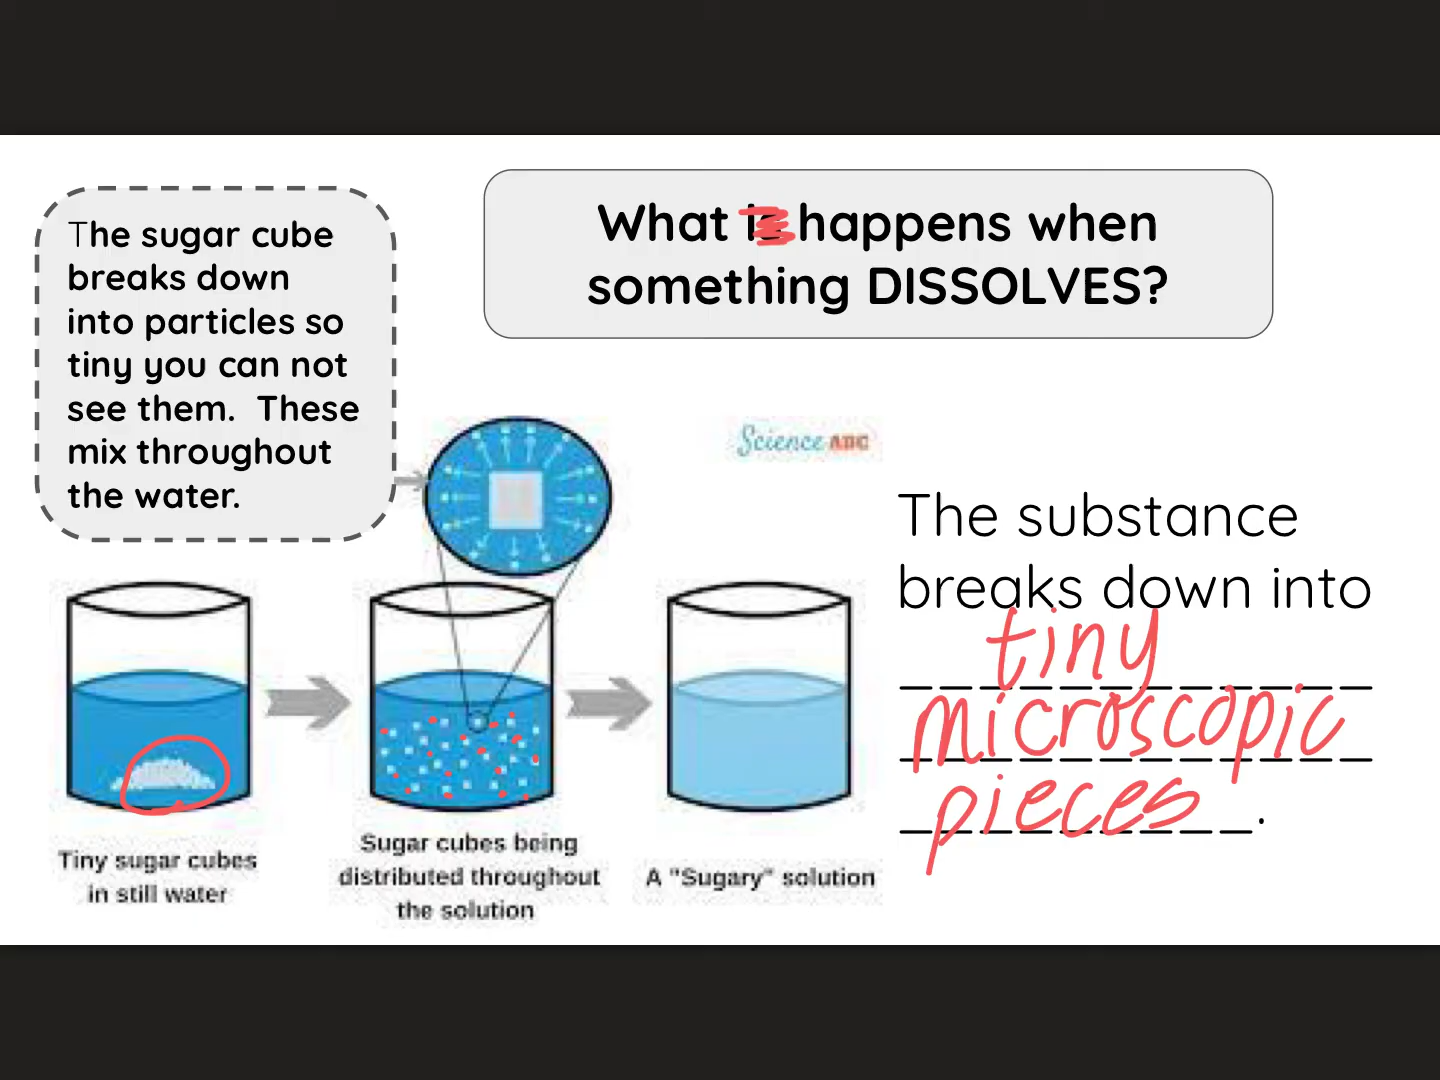 The sugar cube
breaks down
into particles so
tiny you can not
see them. These
mix throughout
the water.
What is happens when
something DISSOLVES?
Science ABC
The substance
breaks down into
tiny
microscopic
pieces.
Tiny sugar cubes
in still water
Sugar cubes being
distributed throughout
the solution
A "Sugary" solution